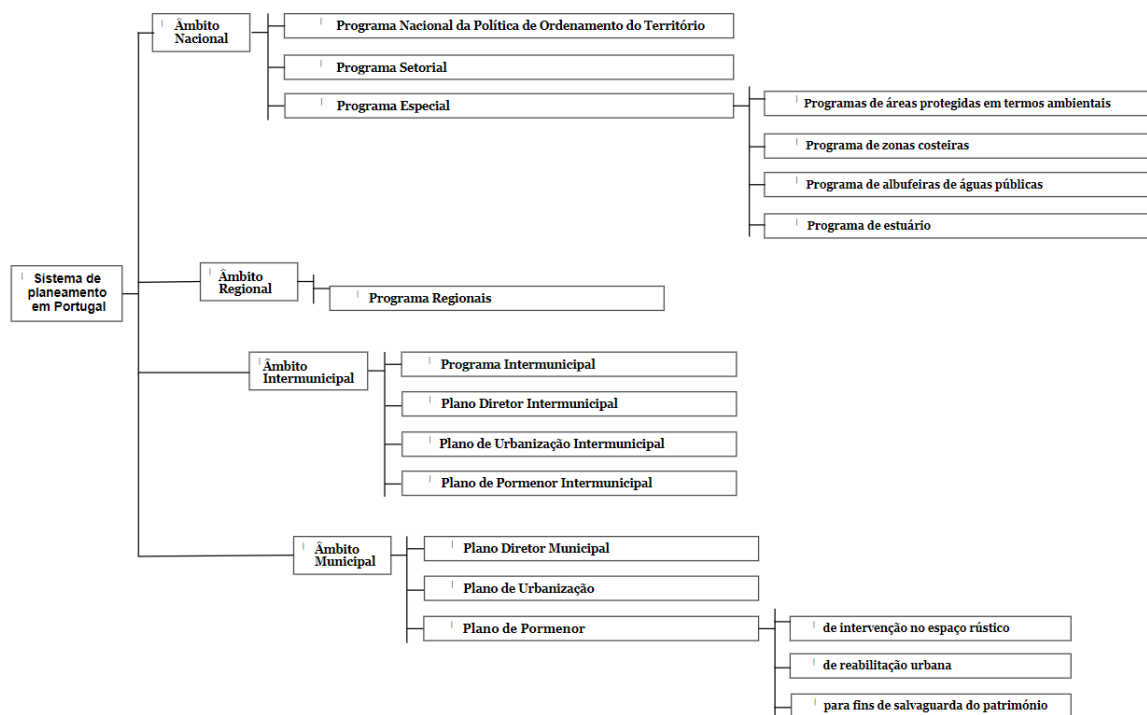 Âmbito
Nacional
Programa Nacional da Política de Ordenamento do Território
Programa Setorial
Programa Especial
Programas de áreas protegidas em termos ambientais
Programa de zonas costeiras
Programa de albufeiras de águas públicas
Programa de estuário
Sistema de
planeamento
em Portugal
Âmbito
Regional
Programa Regionais
Âmbito
Intermunicipal
Programa Intermunicipal
Plano Diretor Intermunicipal
Plano de Urbanização Intermunicipal
Plano de Pormenor Intermunicipal
Âmbito
Municipal
Plano Diretor Municipal
Plano de Urbanização
Plano de Pormenor
de intervenção no espaço rústico
de reabilitação urbana
para fins de salvaguarda do património